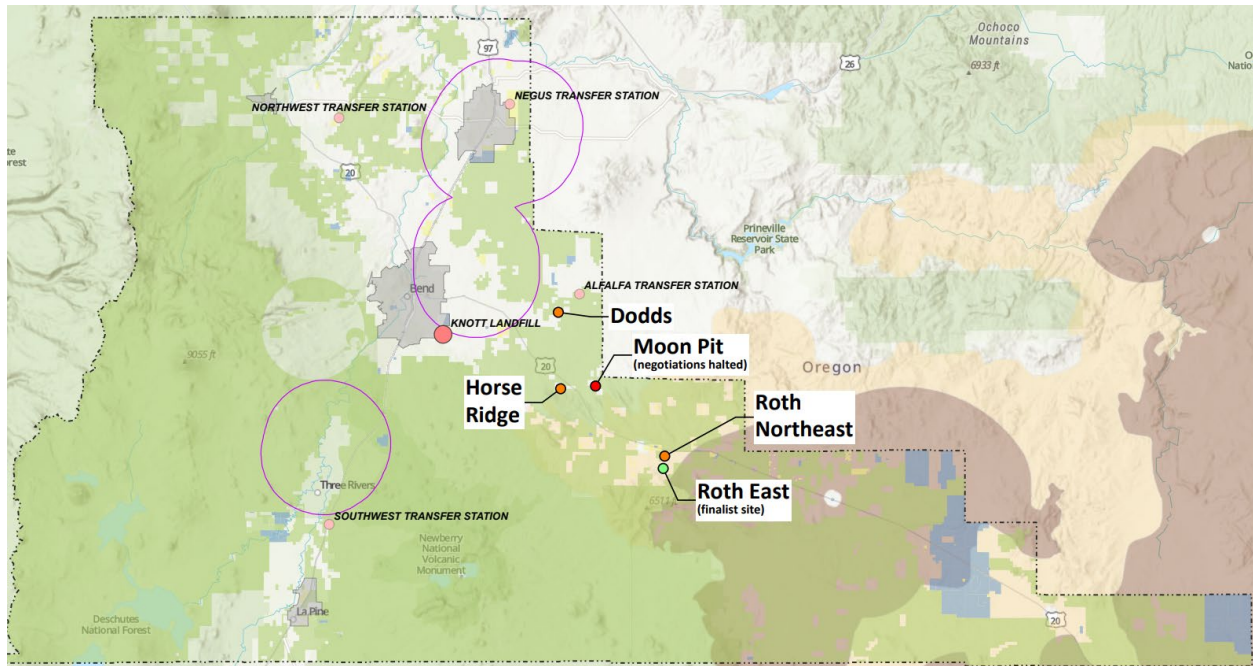 Ochoco
Mountains
6933 ft
97
26
NEGUS TRANSFER STATION
NORTHWEST TRANSFER STATION
20
Prineville
Reservoir State
Park
ALFALFA TRANSFER STATION
Bend
Dodds
KNOTT LANDFILL
Moon Pit
(negotiations halted)
9055 ft
20
Oregon
Horse
Ridge
Roth
Northeast
Three Rivers
Roth East
(finalist site)
SOUTHWEST TRANSFER STATION
Newberry
National
Volcanic
Monument
La Pine
Deschutes
National Forest
20